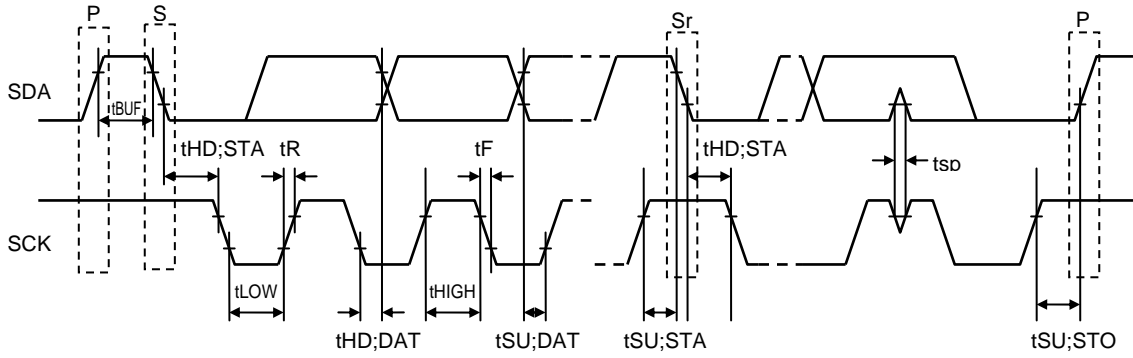 P S Sr P
SDA
tBUF
tHD;STA tR tF tHD;STA
tsp
SCK
tLOW tHIGH
tHD;DAT tSU;DAT tSU;STA tSU;STO